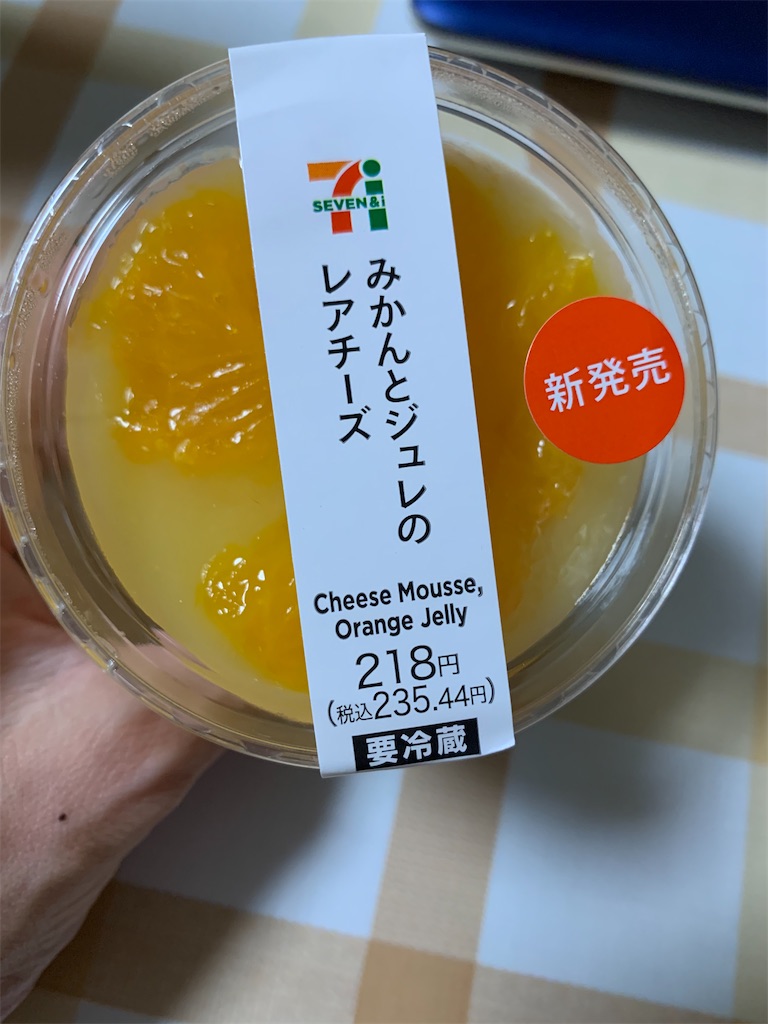 SEVEN&i
みかんとジュレの
レアチーズ
新発売
Cheese Mousse,
Orange Jelly
218円
(税込235.44円)
要冷蔵